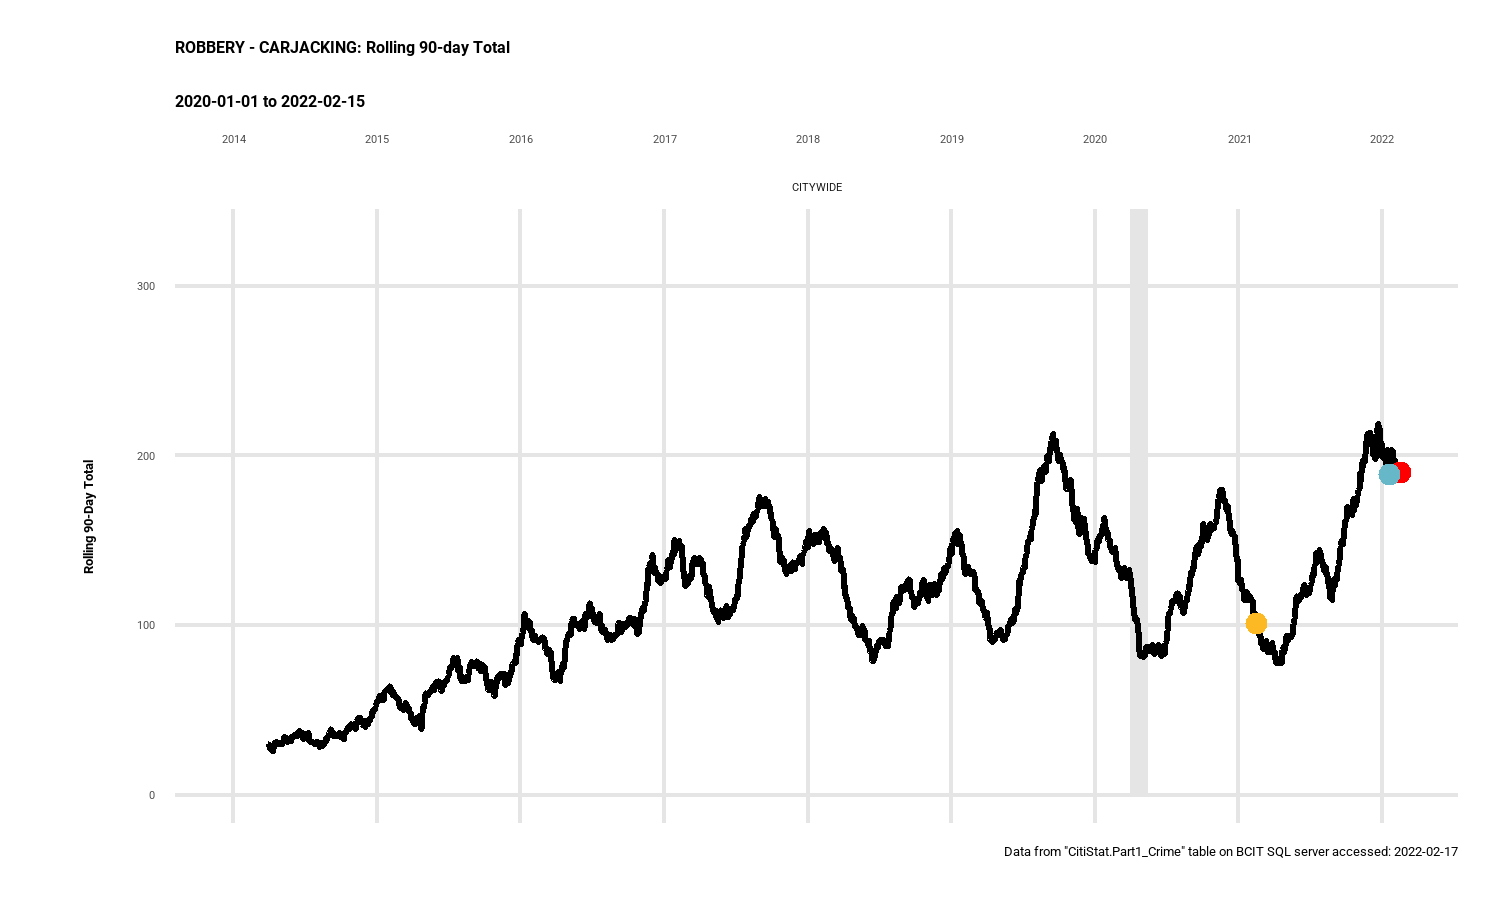 ROBBERY - CARJACKING: Rolling 90-day Total
2020-01-01 to 2022-02-15
2014 2015 2016 2017 2018 2019 2020 2021 2022
CITYWIDE
300
200
100
0
Rolling 90-Day Total
Data from "CitiStat.Part1_Crime" table on BCIT SQL server accessed: 2022-02-17